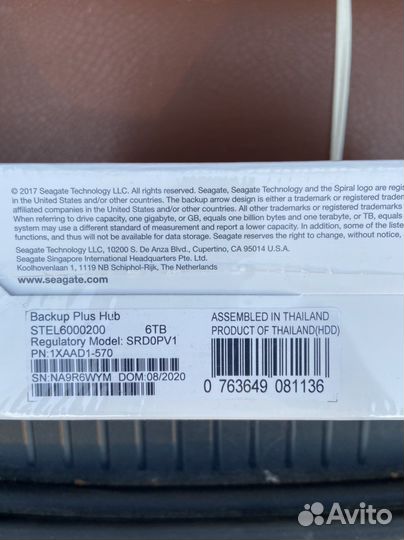 © 2017 Seagate Technology LLC. All rights reserved. Seagate, Seagate Technology and the Spiral logo are regis
in the United States and/or other countries. The backup arrow design is either a trademark or registered tradem
affiliated companies in the United States and/or other countries. All other trademarks or registered trademark
When referring to drive capacity, one gigabyte, or GB, equals one billion bytes and one terabyte, or TB, equals
system may use a different standard of measurement and report a lower capacity. In addition, some of the listed
functions, and thus will not be available for data storage. Seagate reserves the right to change, without notice,
Seagate Technology LLC, 10200 S. De Anza Blvd., Cupertino, CA 95014 U.S.A.
Seagate Singapore International Headquarters Pte. Ltd.
Koolhovenlaan 1, 1119 NB Schiphol-Rijk, The Netherlands
www.seagate.com
Backup Plus Hub
STEL6000200 6TB
Regulatory Model: SRD0PV1
PN:1XAAD1-570
SN:NA9R6WYM DOM:08/2020
ASSEMBLED IN THAILAND
PRODUCT OF THAILAND(HDD)
0 763649 081136
Avito